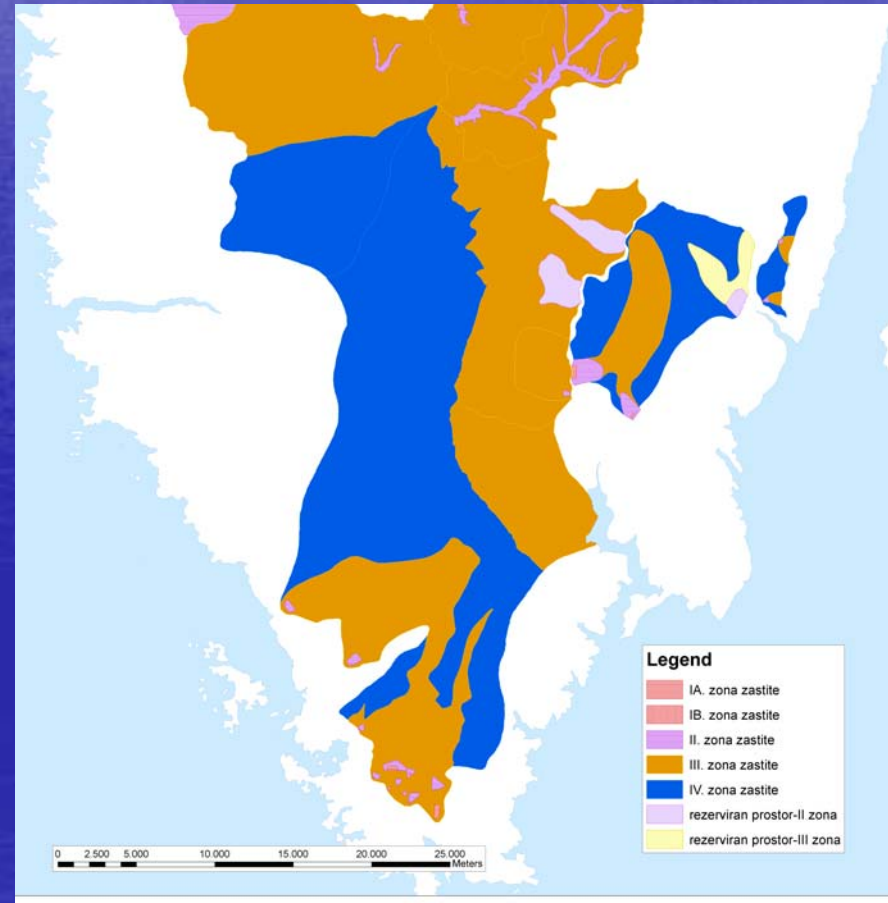 Legend
IA. zona zastite
IB. zona zastite
II. zona zastite
III. zona zastite
IV. zona zastite
rezerviran prostor-II zona
rezerviran prostor-III zona
0 2.500 5.000 10.000 15.000 20.000 25.000
Meters